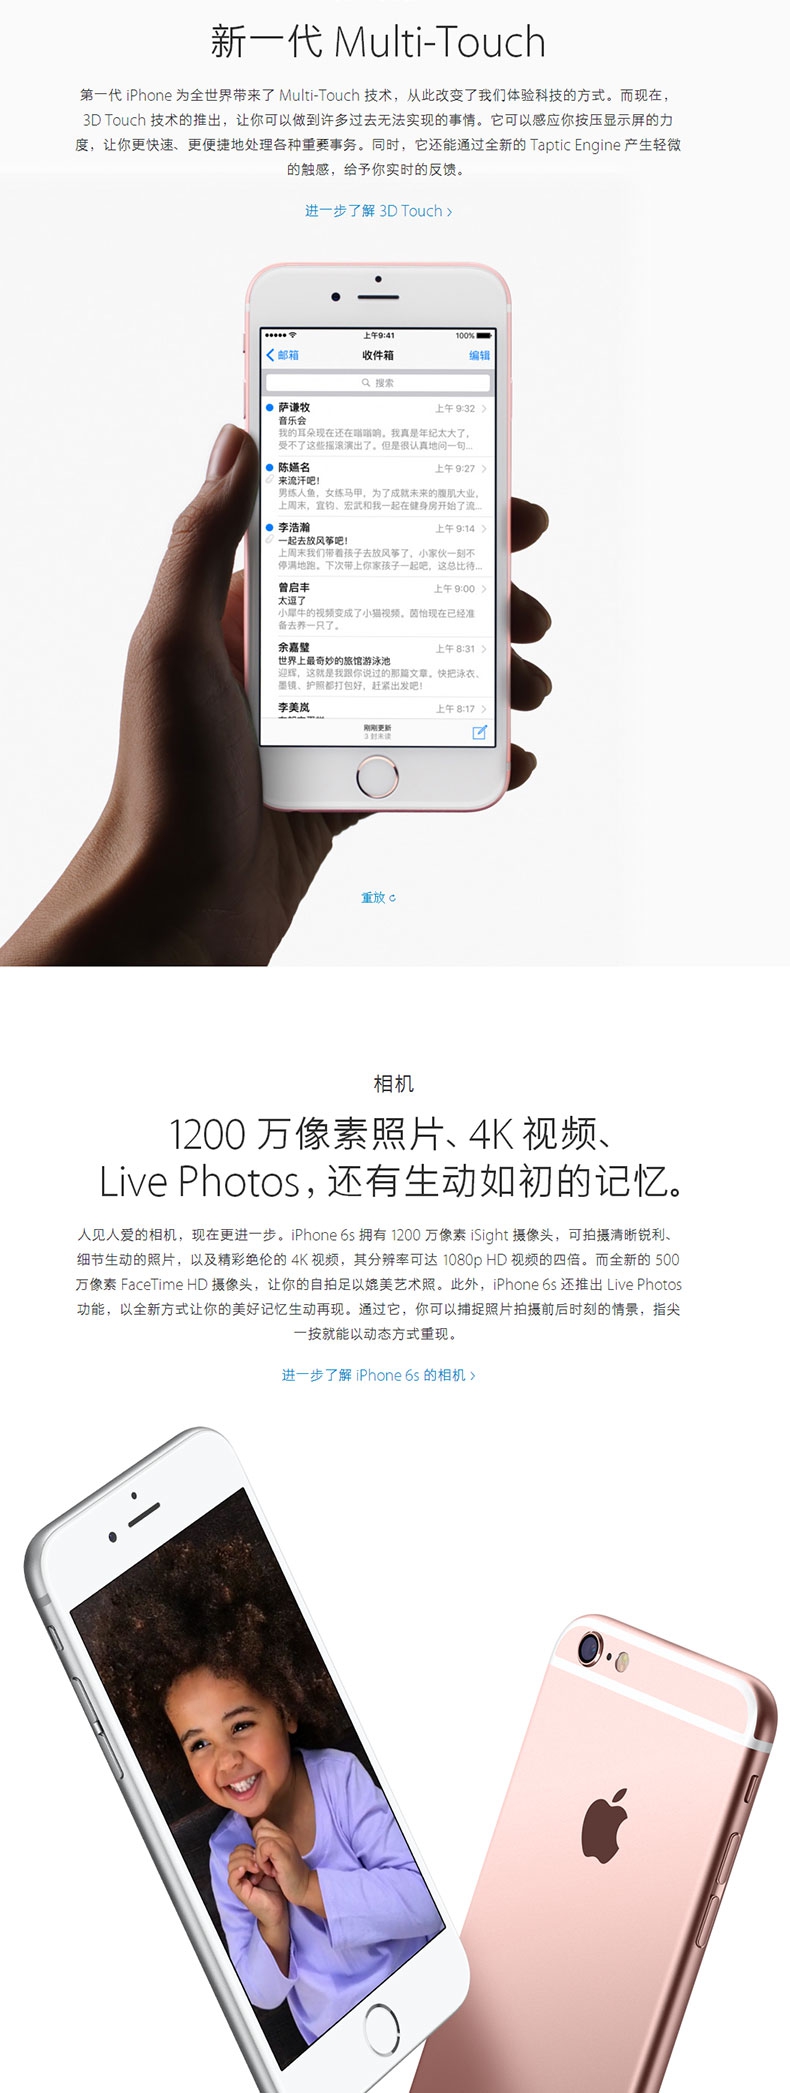 新一代 Multi-Touch
第一代 iPhone 为全世界带来了 Multi-Touch 技术，从此改变了我们体验科技的方式。而现在，
3D Touch 技术的推出，让你可以做到许多过去无法实现的事情。它可以感应你按压显示屏的力
度，让你更快速、更便捷地处理各种重要事务。同时，它还能通过全新的 Taptic Engine 产生轻微
的触感，给予你实时的反馈。
进一步了解 3D Touch >
上午9:41
100%
邮箱
收件箱
编辑
搜索
萨谦牧
上午 9:32
音乐会
我的耳朵现在还在嗡嗡响。我真是年纪太大了，
受不了这些摇滚演出了。但是很认真地问一句...
陈嫣名
上午 9:27
来流汗吧！
男练人鱼，女练马甲，为了成就未来的腹肌大业，
上周末，宜钧、宏武和我一起在健身房开始了流...
李浩瀚
上午 9:14
一起去放风筝吧！
上周末我们带着孩子去放风筝了，小家伙一刻不
停满地跑。下次带上你家孩子一起吧，这总比待...
曾启丰
上午 9:00
太逗了
小犀牛的视频变成了小猫视频。茵怡现在已经准
备去养一只了。
余嘉璧
上午 8:31
世界上最奇妙的旅馆游泳池
迎辉，这就是我跟你说过的那篇文章。快把泳衣、
墨镜、护照都打包好，赶紧出发吧！
李美岚
上午 8:17
刚刚更新
3 封未读
重放
相机
1200 万像素照片、4K 视频、
Live Photos，还有生动如初的记忆。
人见人爱的相机，现在更进一步。iPhone 6s 拥有 1200 万像素 iSight 摄像头，可拍摄清晰锐利、
细节生动的照片，以及精彩绝伦的 4K 视频，其分辨率可达 1080p HD 视频的四倍。而全新的 500
万像素 FaceTime HD 摄像头，让你的自拍足以媲美艺术照。此外，iPhone 6s 还推出 Live Photos
功能，以全新方式让你的美好记忆生动再现。通过它，你可以捕捉照片拍摄前后时刻的情景，指尖
一按就能以动态方式重现。
进一步了解 iPhone 6s 的相机 >